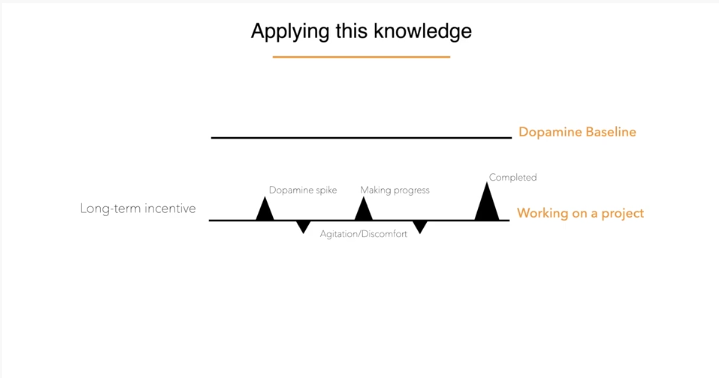 Applying this knowledge
Dopamine Baseline
Completed
Dopamine spike
Making progress
Long-term incentive
Working on a project
Agitation/Discomfort